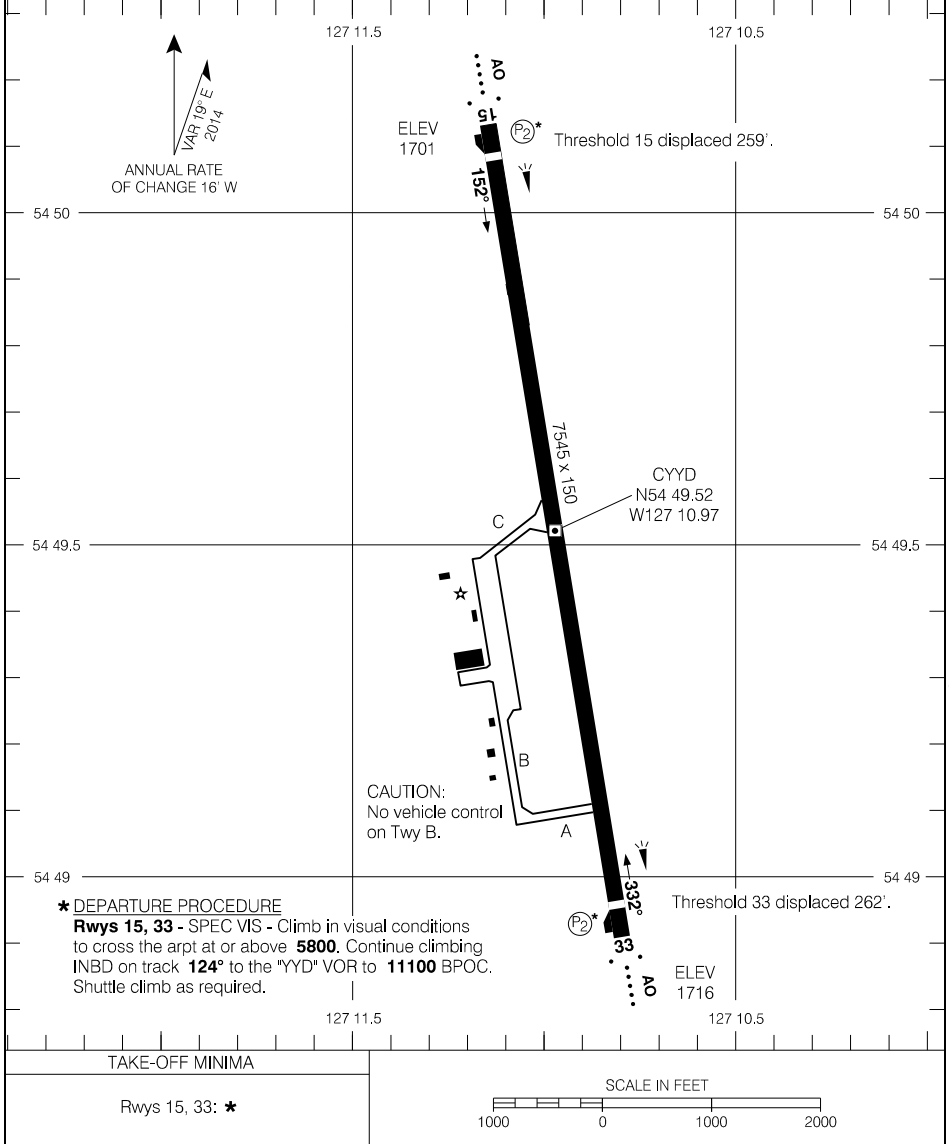 127 11.5
127 10.5
VAR 19° E
2014
ANNUAL RATE
OF CHANGE 16' W
AO
15
ELEV
1701
P2*
Threshold 15 displaced 259'.
152°
54 50
54 50
7545 x 150
CYYD
N54 49.52
W127 10.97
C
54 49.5
54 49.5
B
CAUTION:
No vehicle control
on Twy B.
A
54 49
54 49
332°
Threshold 33 displaced 262'.
P2*
33
AO
ELEV
1716
* DEPARTURE PROCEDURE
Rwys 15, 33 - SPEC VIS - Climb in visual conditions
to cross the arpt at or above 5800. Continue climbing
INBD on track 124° to the "YYD" VOR to 11100 BPOC.
Shuttle climb as required.
127 11.5
127 10.5
TAKE-OFF MINIMA
Rwys 15, 33: *
SCALE IN FEET
1000 0 1000 2000